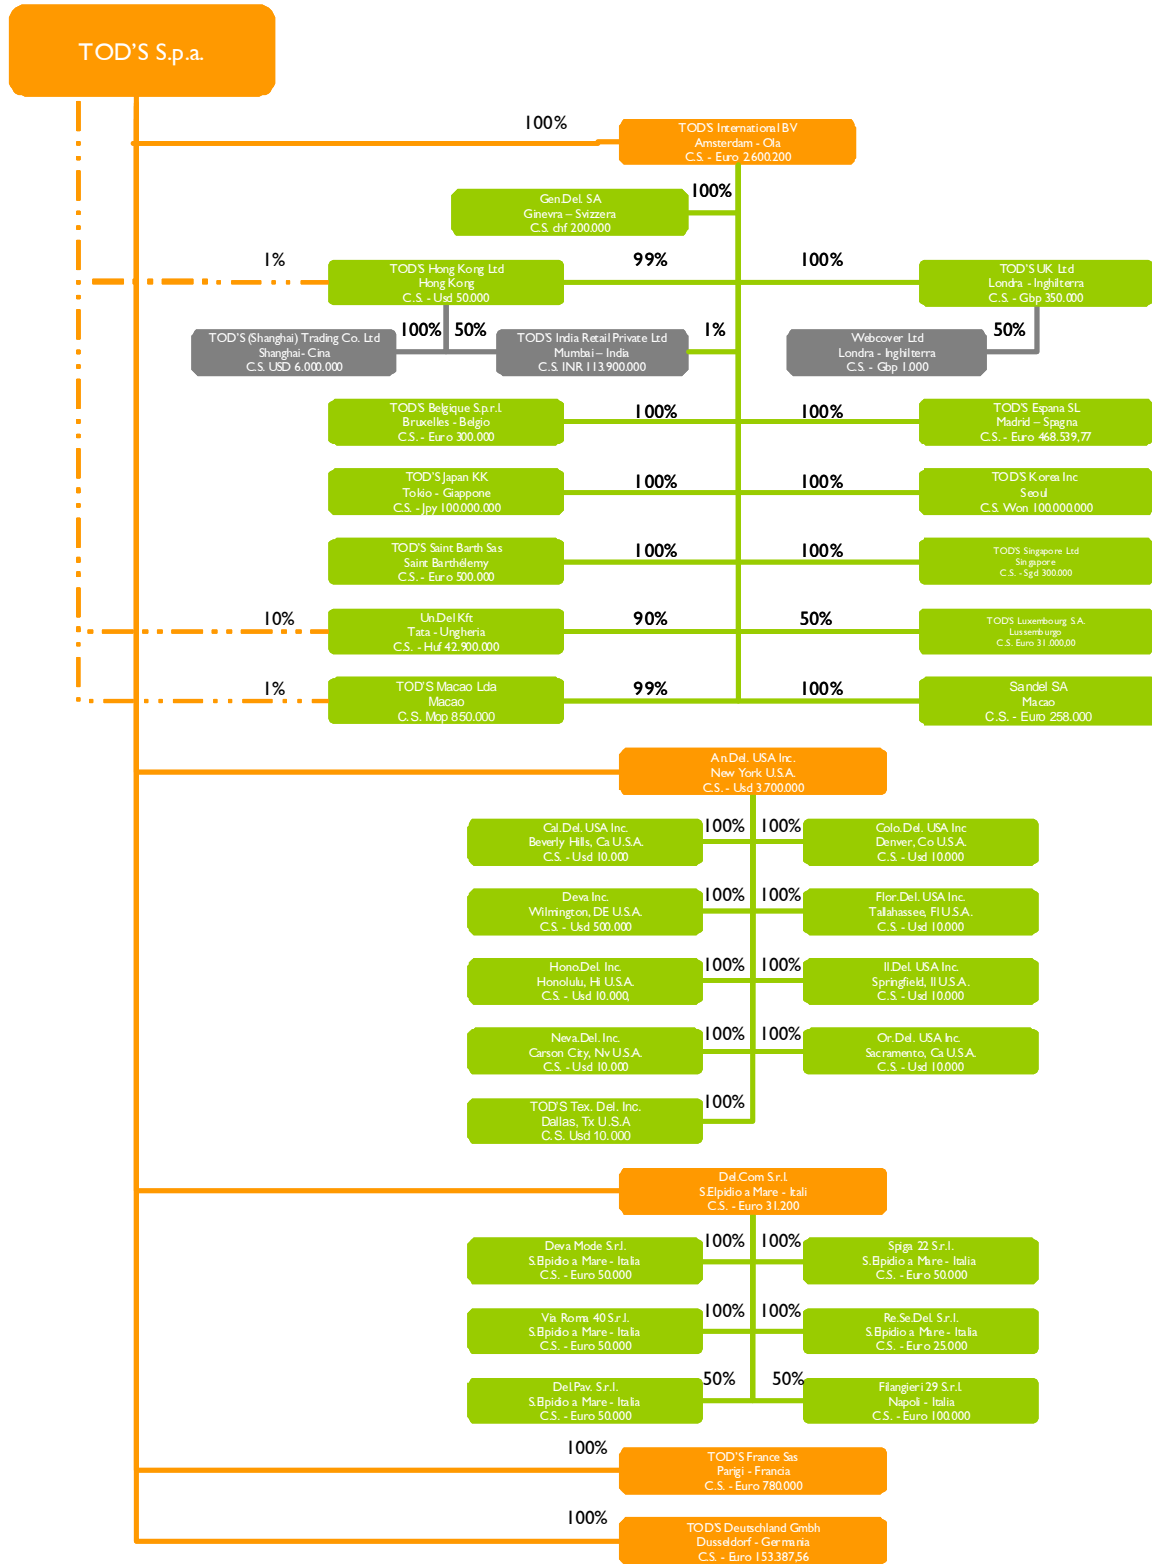 TOD'S S.p.a.
100%
TOD'S International BV
Amsterdam - Ola
C.S. - Euro 2.600.200
100%
Gen.Del. SA
Ginevra – Svizzera
C.S. chf 200.000
1%
TOD'S Hong Kong Ltd
Hong Kong
C.S. - Usd 50.000
99%
100%
TOD'S UK Ltd
Londra - Inghilterra
C.S. - Gbp 350.000
TOD'S (Shanghai) Trading Co. Ltd
Shanghai- Cina
C.S. USD 6.000.000
100%
50%
TOD'S India Retail Private Ltd
Mumbai – India
C.S. INR 113.900.000
1%
Webcover Ltd
Londra - Inghilterra
C.S. - Gbp 1.000
50%
TOD'S Belgique S.p.r.l.
Bruxelles - Belgio
C.S. - Euro 300.000
100%
100%
TOD'S Espana SL
Madrid – Spagna
C.S. - Euro 468.539,77
TOD'S Japan KK
Tokio - Giappone
C.S. - Jpy 100.000.000
100%
100%
TOD'S Korea Inc
Seoul
C.S. Won 100.000.000
TOD'S Saint Barth Sas
Saint Barthélemy
C.S. - Euro 500.000
100%
100%
TOD'S Singapore Ltd
Singapore
C.S. - Sgd 300.000
10%
Un.Del Kft
Tata - Ungheria
C.S. - Huf 42.900.000
90%
50%
TOD'S Luxembourg S.A.
Lussemburgo
C.S. Euro 31.000,00
1%
TOD'S Macao Lda
Macao
C.S. Mop 850.000
99%
100%
Sandel SA
Macao
C.S. - Euro 258.000
An.Del. USA Inc.
New York U.S.A.
C.S. - Usd 3.700.000
Cal.Del. USA Inc.
Beverly Hills, Ca U.S.A.
C.S. - Usd 10.000
100%
100%
Colo.Del. USA Inc
Denver, Co U.S.A.
C.S. - Usd 10.000
Deva Inc.
Wilmington, DE U.S.A.
C.S. - Usd 500.000
100%
100%
Flor.Del. USA Inc.
Tallahassee, Fl U.S.A.
C.S. - Usd 10.000
Hono.Del. Inc.
Honolulu, Hi U.S.A.
C.S. - Usd 10.000,
100%
100%
Il.Del. USA Inc.
Springfield, Il U.S.A.
C.S. - Usd 10.000
Neva.Del. Inc.
Carson City, Nv U.S.A.
C.S. - Usd 10.000
100%
100%
Or.Del. USA Inc.
Sacramento, Ca U.S.A.
C.S. - Usd 10.000
TOD'S Tex. Del. Inc.
Dallas, Tx U.S.A
C.S. Usd 10.000
100%
Del.Com S.r.l.
S.Elpidio a Mare - Itali
C.S. - Euro 31.200
Deva Mode S.r.l.
S.Elpidio a Mare - Italia
C.S. - Euro 50.000
100%
100%
Spiga 22 S.r.l.
S.Elpidio a Mare - Italia
C.S. - Euro 50.000
Via Roma 40 S.r.l.
S.Elpidio a Mare - Italia
C.S. - Euro 50.000
100%
100%
Re.Se.Del. S.r.l.
S.Elpidio a Mare - Italia
C.S. - Euro 25.000
Del.Pav. S.r.l.
S.Elpidio a Mare - Italia
C.S. - Euro 50.000
50%
50%
Filangieri 29 S.r.l.
Napoli - Italia
C.S. - Euro 100.000
100%
TOD'S France Sas
Parigi - Francia
C.S. - Euro 780.000
100%
TOD'S Deutschland Gmbh
Dusseldorf - Germania
C.S. - Euro 153.387,56